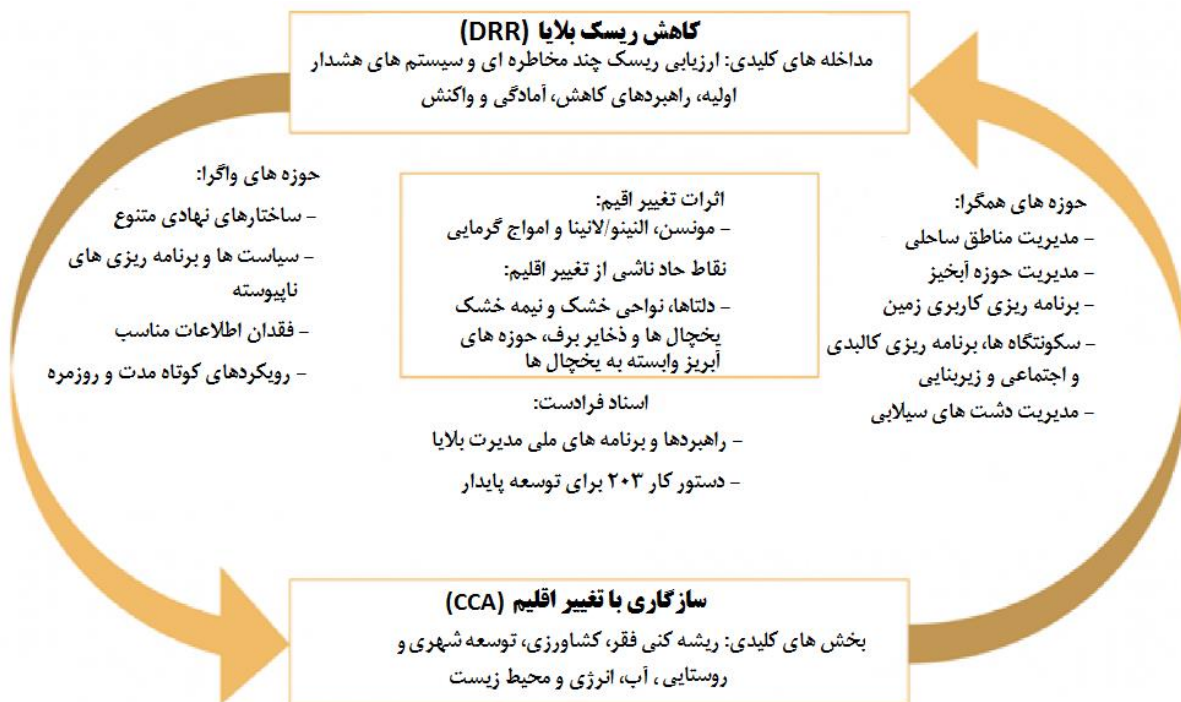 کاهش ریسک بلایا (DRR)
مداخله های کلیدی: ارزیابی ریسک چند مخاطره ای و سیستم های هشدار
اولیه، راهبردهای کاهش، آمادگی و واکنش
حوزه های همگرا:
– مدیریت مناطق ساحلی
– مدیریت حوزه آبخیز
– برنامه ریزی کاربری زمین
– سکونتگاه ها، برنامه ریزی کالبدی
و اجتماعی و زیربنایی
– مدیریت دشت های سیلابی
اثرات تغییر اقیم:
– مونسن، النینو/لانینا و امواج گرمایی
نقاط حاد ناشی از تغییر اقلیم:
– دلتاها، نواحی خشک و نیمه خشک
یخچال ها و ذخایر برف، حوزه های
آبریز وابسته به یخچال ها
اسناد فرادست:
– راهبردها و برنامه های ملی مدیرت بلایا
– دستور کار ۲۰۳ برای توسعه پایدار
حوزه های واگرا:
– ساختارهای نهادی متنوع
– سیاست ها و برنامه ریزی های
ناپیوسته
– فقدان اطلاعات مناسب
– رویکردهای کوتاه مدت و روزمره
سازگاری با تغییر اقلیم (CCA)
بخش های کلیدی: ریشه کنی فقر، کشاورزی، توسعه شهری و
روستایی ، آب، انرژی و محیط زیست